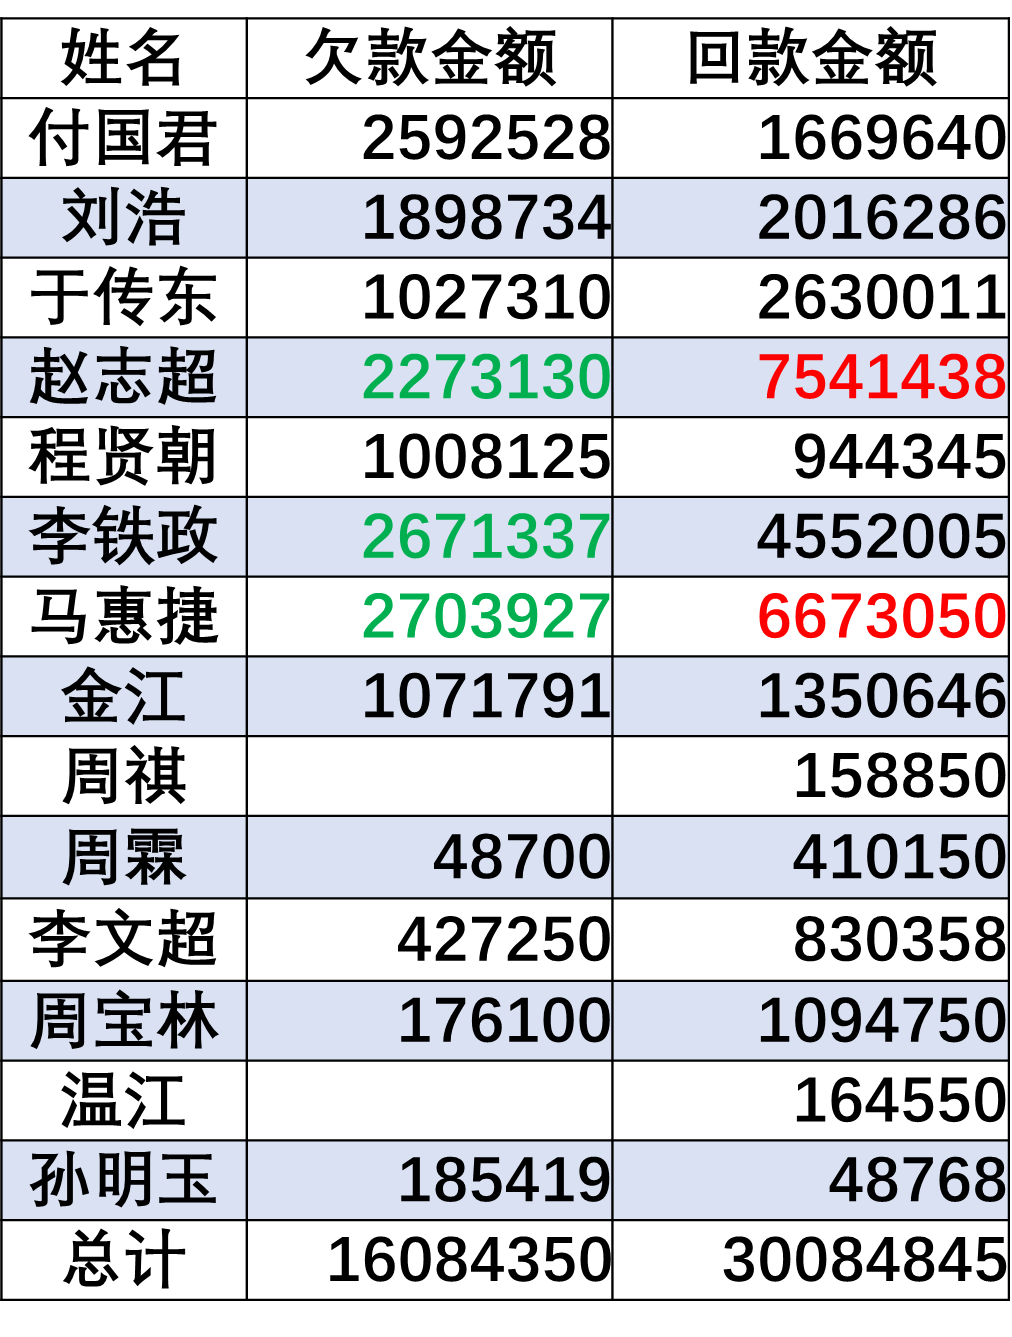 姓名 欠款金额 回款金额
付国君 2592528 1669640
刘浩 1898734 2016286
于传东 1027310 2630011
赵志超 2273130 7541438
程贤朝 1008125 944345
李铁政 2671337 4552005
马惠捷 2703927 6673050
金江 1071791 1350646
周祺 158850
周霖 48700 410150
李文超 427250 830358
周宝林 176100 1094750
温江 164550
孙明玉 185419 48768
总计 16084350 30084845